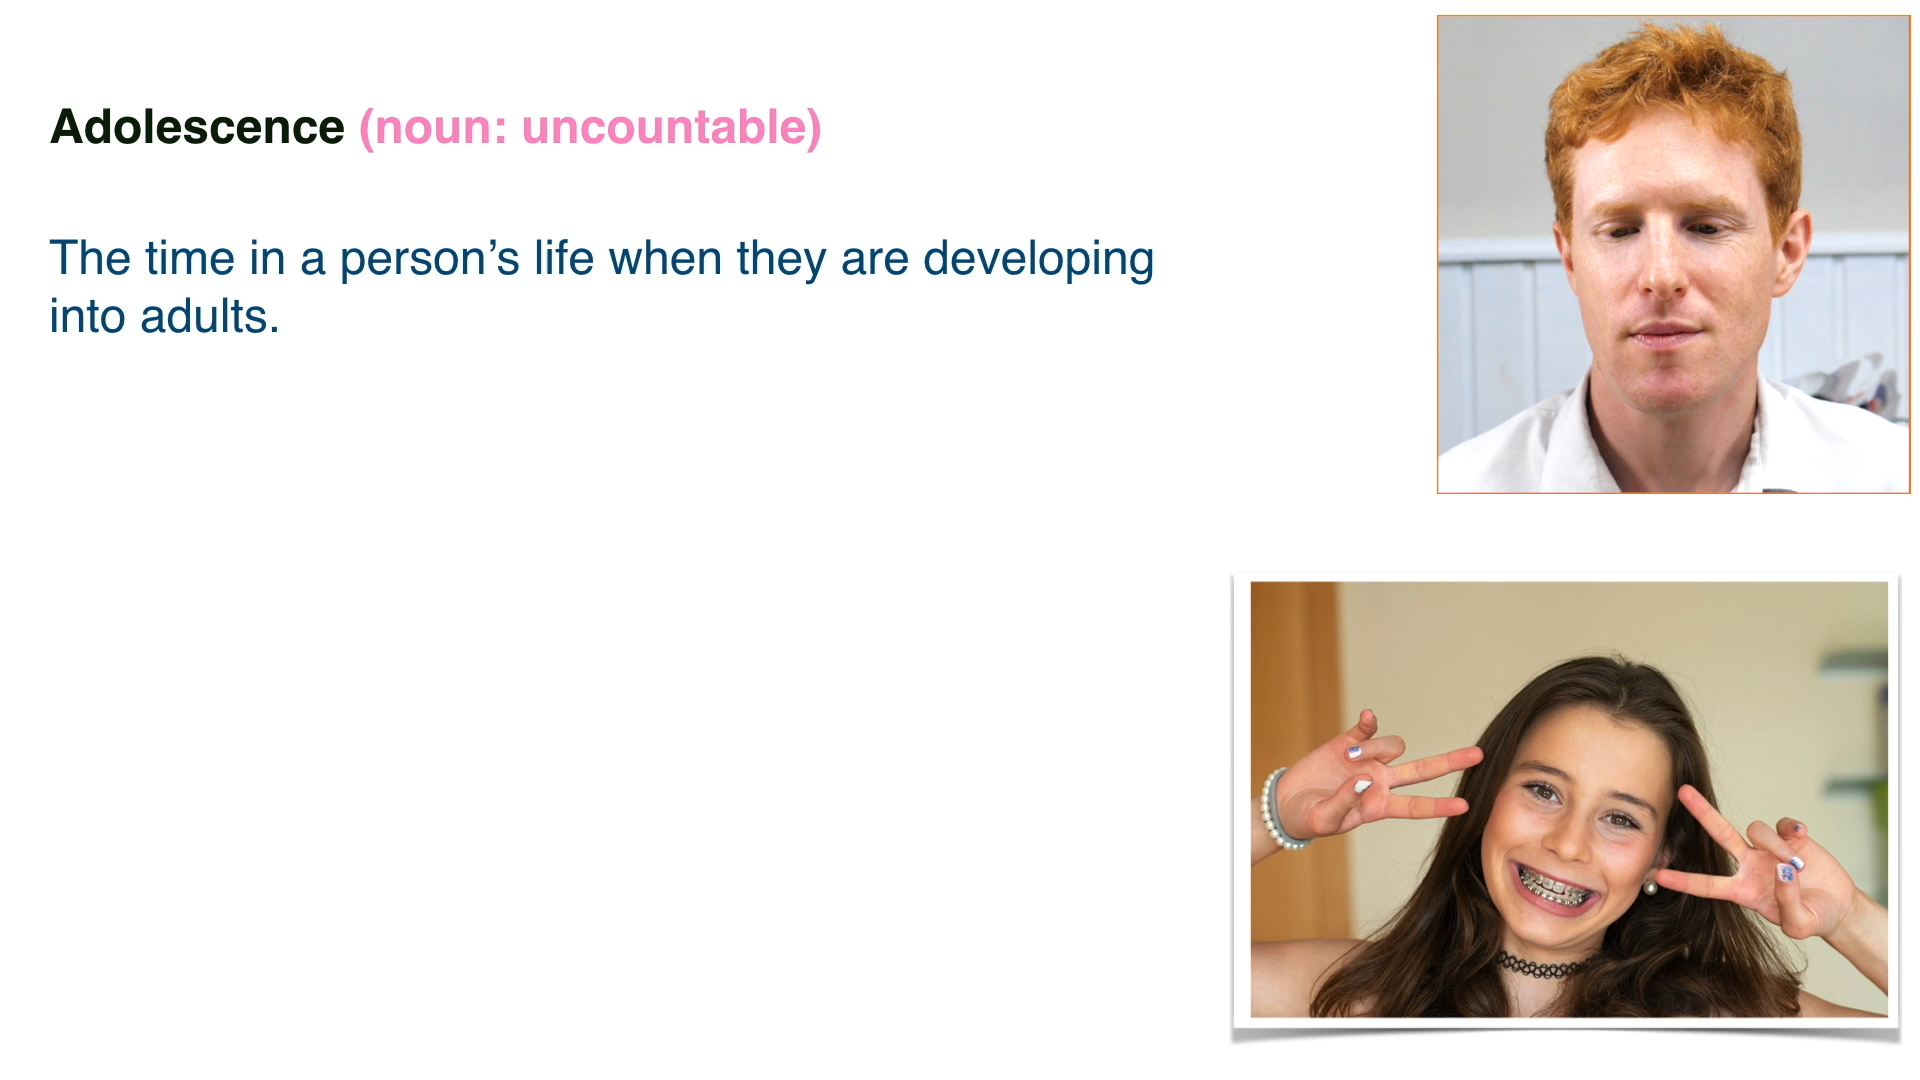 Adolescence (noun: uncountable)
The time in a person’s life when they are developing
into adults.